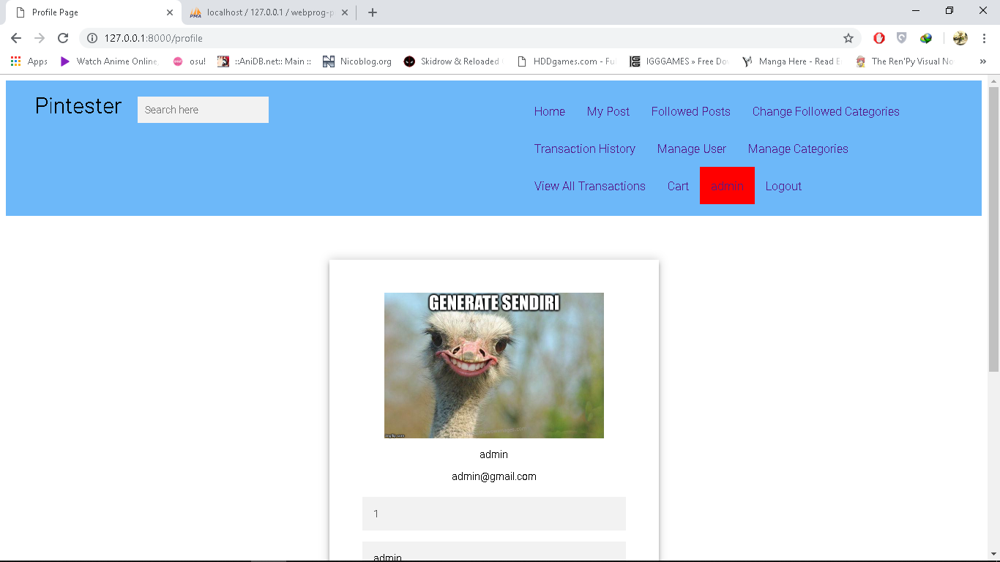 Profile Page
localhost / 127.0.0.1 / webprog-p
127.0.0.1:8000/profile
Apps Watch Anime Online, osu! ::AniDB.net:: Main :: Nicoblog.org Skidrow & Reloaded HDDgames.com - Fu IGGGAMES » Free Do Manga Here - Read The Ren'Py Visual No »
Pintester Search here
Home My Post Followed Posts Change Followed Categories
Transaction History Manage User Manage Categories
View All Transactions Cart admin Logout
GENERATE SENDIRI
imgflip.com
admin
admin@gmail.com
1
admin